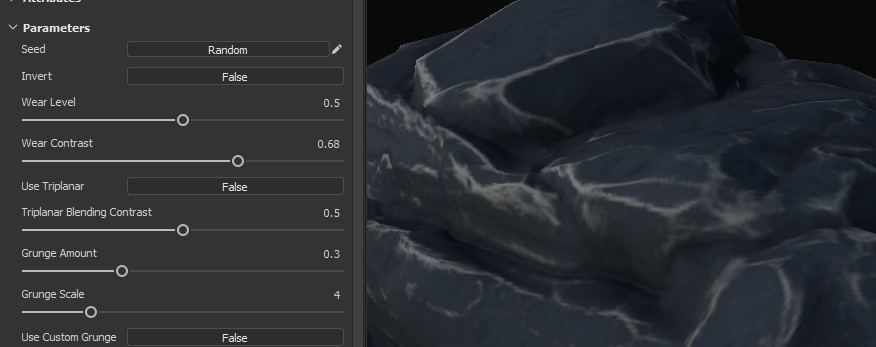 Attributes
Parameters
Seed Random
Invert False
Wear Level 0.5
Wear Contrast 0.68
Use Triplanar False
Triplanar Blending Contrast 0.5
Grunge Amount 0.3
Grunge Scale 4
Use Custom Grunge False